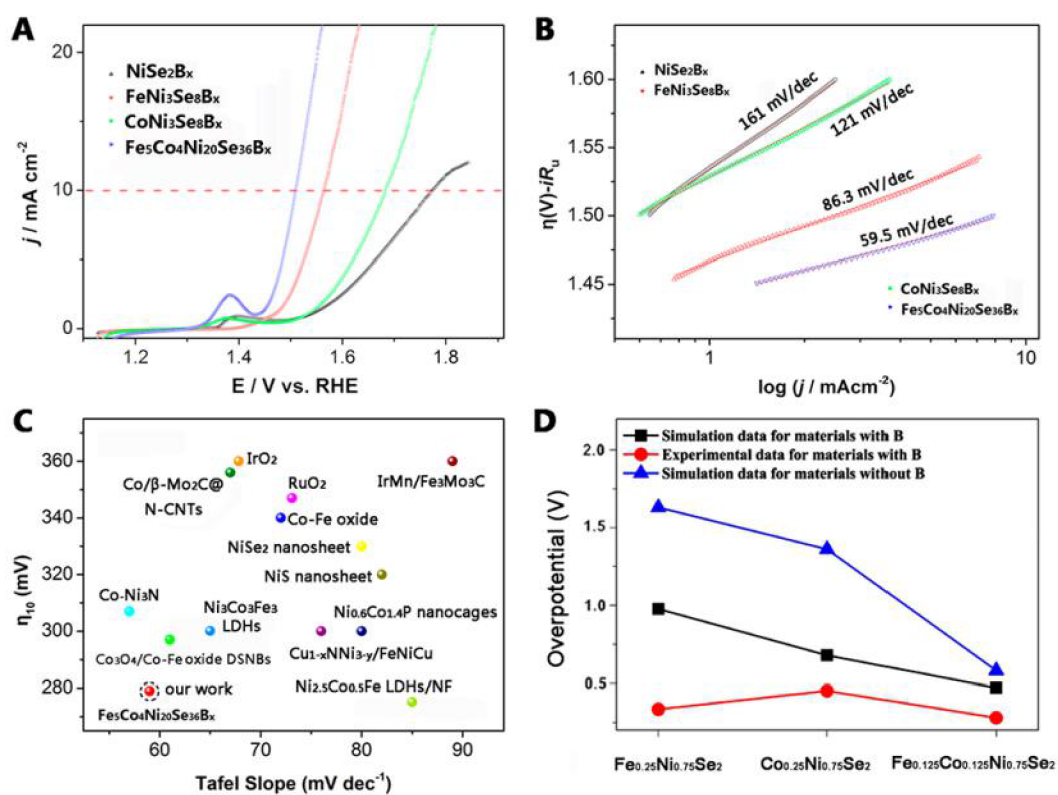 A
20
10
0
j / mA cm⁻²
NiSe₂Bₓ
FeNi₃Se₈Bₓ
CoNi₃Se₈Bₓ
Fe₅Co₄Ni₂₀Se₃₆Bₓ
1.2 1.4 1.6 1.8
E / V vs. RHE
B
1.60
1.55
1.50
1.45
η(V)-iRᵤ
NiSe₂Bₓ
FeNi₃Se₈Bₓ
161 mV/dec
121 mV/dec
86.3 mV/dec
59.5 mV/dec
CoNi₃Se₈Bₓ
Fe₅Co₄Ni₂₀Se₃₆Bₓ
1 10
log (j / mAcm⁻²)
C
360
340
320
300
280
η₁₀ (mV)
IrO₂
Co/β-Mo₂C@
N-CNTs
IrMn/Fe₃Mo₃C
RuO₂
Co-Fe oxide
NiSe₂ nanosheet
NiS nanosheet
Co-Ni₃N
Ni₃Co₃Fe₃
LDHs
Ni₀.₆Co₁.₄P nanocages
Cu₁₋ₓNNi₃₋ᵧ/FeNiCu
Co₃O₄/Co-Fe oxide DSNBs
our work
Fe₅Co₄Ni₂₀Se₃₆Bₓ
Ni₂.₅Co₀.₅Fe LDHs/NF
60 70 80 90
Tafel Slope (mV dec⁻¹)
D
2.0
1.5
1.0
0.5
Overpotential (V)
Simulation data for materials with B
Experimental data for materials with B
Simulation data for materials without B
Fe₀.₂₅Ni₀.₇₅Se₂ Co₀.₂₅Ni₀.₇₅Se₂ Fe₀.₁₂₅Co₀.₁₂₅Ni₀.₇₅Se₂